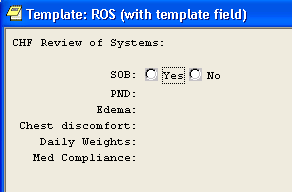 Template: ROS (with template field)
CHF Review of Systems:
SOB: Yes No
PND:
Edema:
Chest discomfort:
Daily Weights:
Med Compliance: